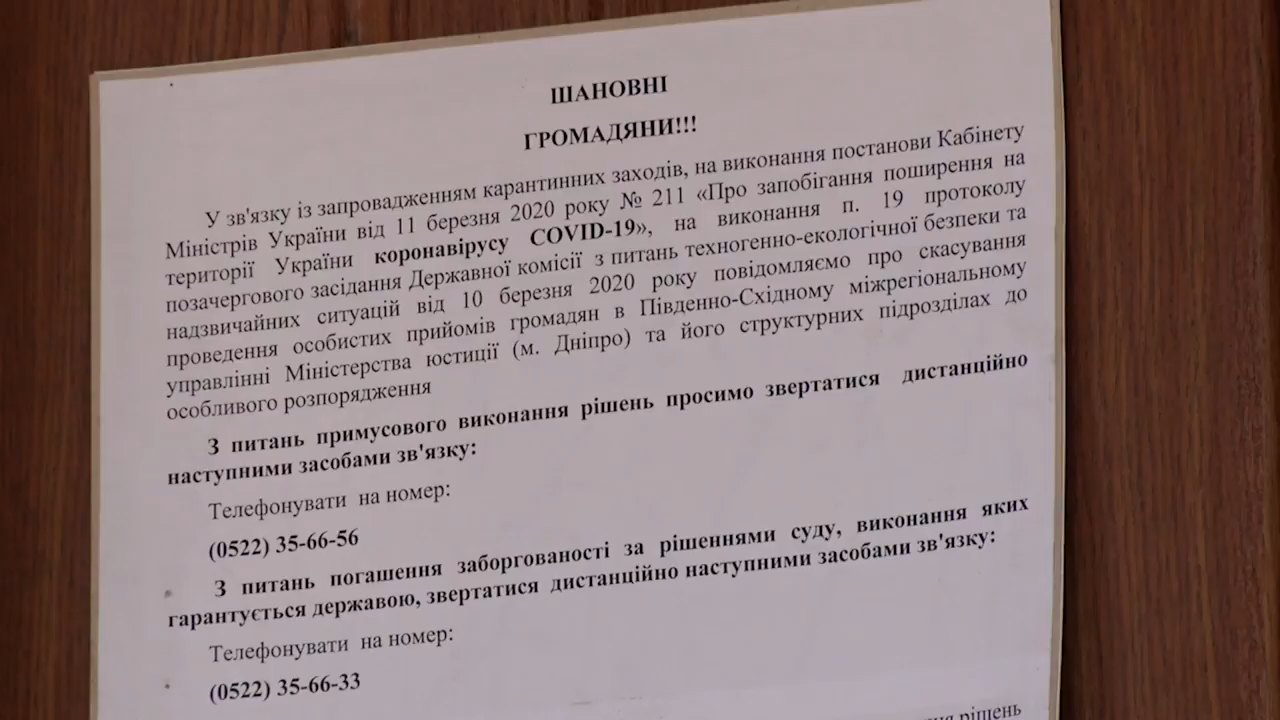 ШАНОВНІ
ГРОМАДЯНИ!!!
У зв'язку із запровадженням карантинних заходів, на виконання постанови Кабінету
Міністрів України від 11 березня 2020 року № 211 «Про запобігання поширення на
території України коронавірусу COVID-19», на виконання п. 19 протоколу
позачергового засідання Державної комісії з питань техногенно-екологічної безпеки та
надзвичайних ситуацій від 10 березня 2020 року повідомляємо про скасування
проведення особистих прийомів громадян в Південно-Східному міжрегіональному
управлінні Міністерства юстиції (м. Дніпро) та його структурних підрозділах до
особливого розпорядження
З питань примусового виконання рішень просимо звертатися дистанційно
наступними засобами зв'язку:
Телефонувати на номер:
(0522) 35-66-56
З питань погашення заборгованості за рішеннями суду, виконання яких
гарантується державою, звертатися дистанційно наступними засобами зв'язку:
Телефонувати на номер:
(0522) 35-66-33
рішень